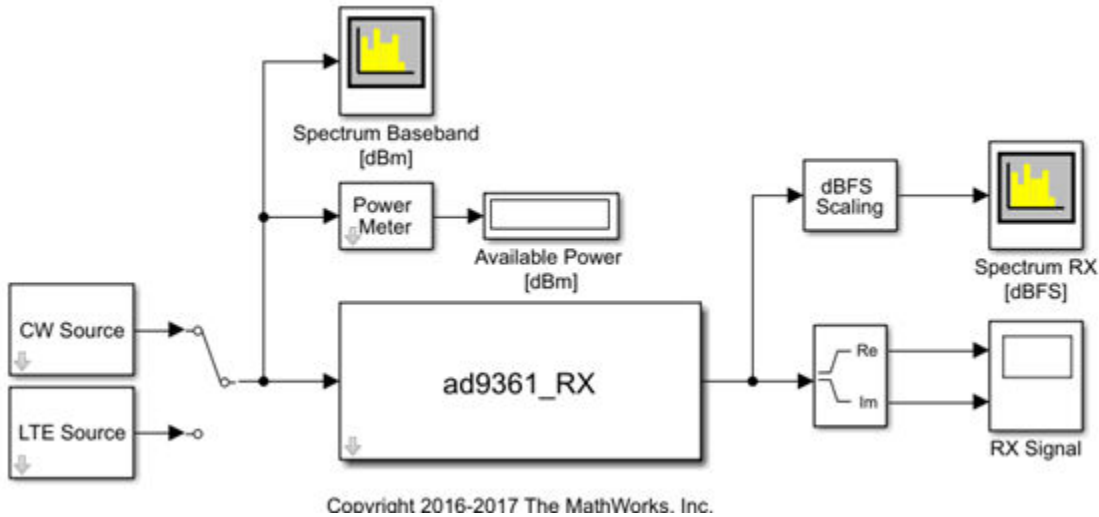 Spectrum Baseband
[dBm]
Power
Meter
Available Power
[dBm]
dBFS
Scaling
Spectrum RX
[dBFS]
CW Source
LTE Source
ad9361_RX
Re
Im
RX Signal
Copyright 2016-2017 The MathWorks, Inc.